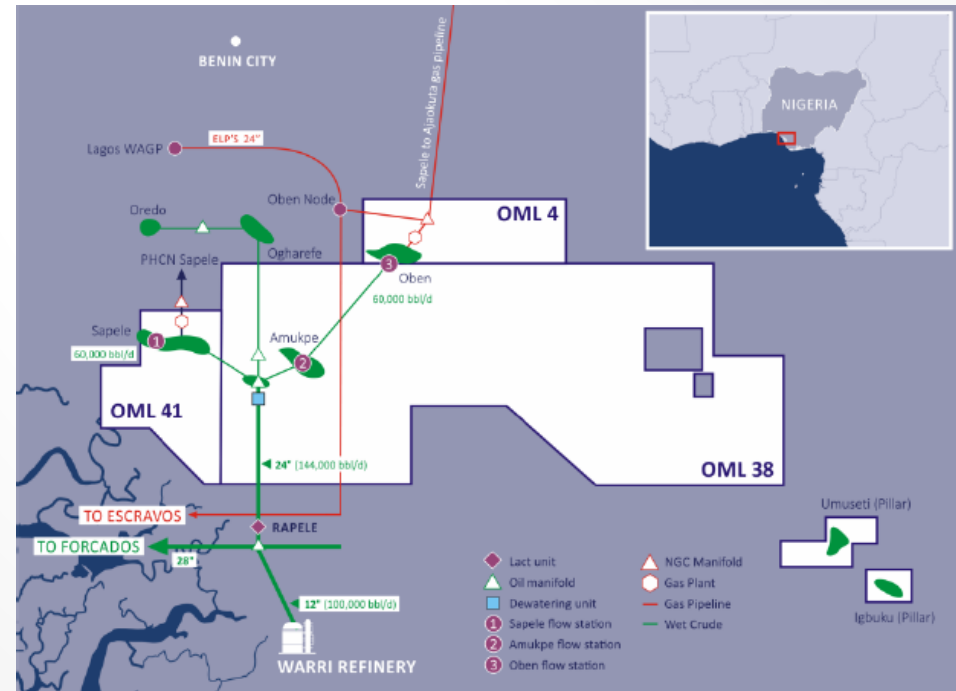 BENIN CITY
NIGERIA
Sapele to Ajaokuta gas pipeline
ELP'S 24"
Lagos WAGP
Oben Node
OML 4
Oredo
Ogharefe
PHCN Sapele
Oben
60,000 bbl/d
Sapele
1
60,000 bbl/d
Amukpe
2
3
OML 41
24" (144,000 bbl/d)
OML 38
TO ESCRAVOS
RAPELE
TO FORCADOS
28"
12" (100,000 bbl/d)
WARRI REFINERY
Umuseti (Pillar)
Igbuku (Pillar)
Lact unit
Oil manifold
Dewatering unit
1 Sapele flow station
2 Amukpe flow station
3 Oben flow station
NGC Manifold
Gas Plant
Gas Pipeline
Wet Crude